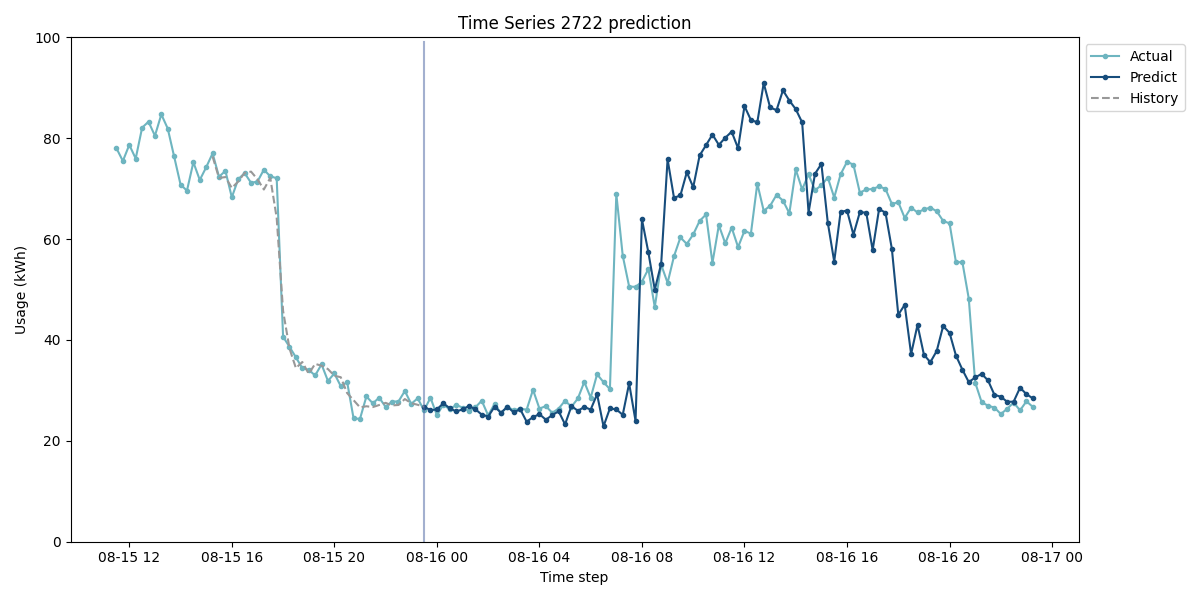 Time Series 2722 prediction
Usage (kWh)
100
80
60
40
20
0
08-15 12
08-15 16
08-15 20
08-16 00
08-16 04
08-16 08
08-16 12
08-16 16
08-16 20
08-17 00
Time step
Actual
Predict
History